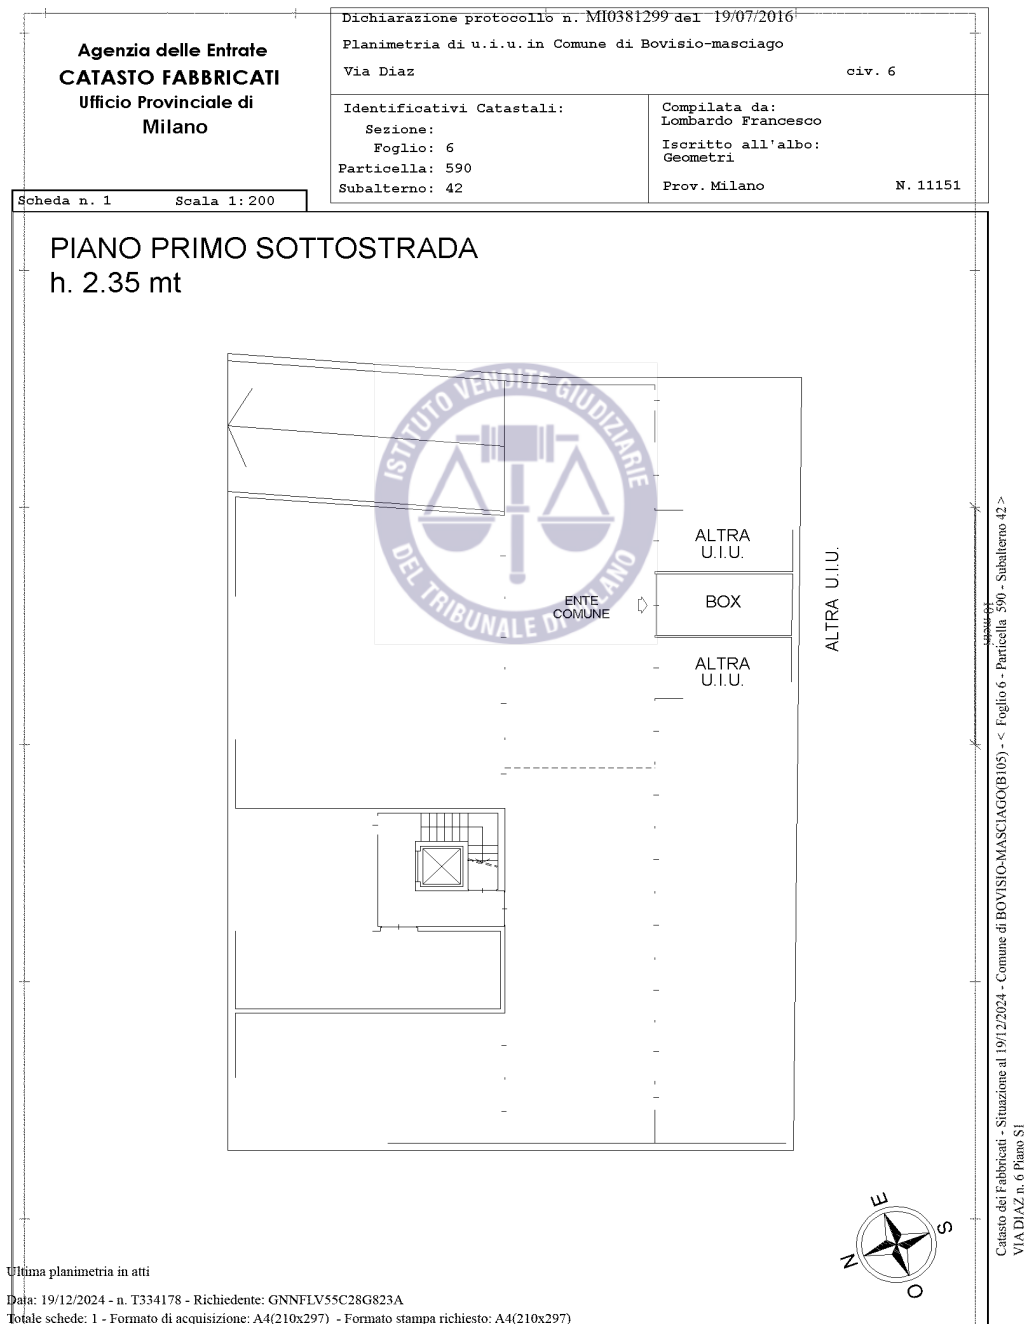 Agenzia delle Entrate
CATASTO FABBRICATI
Ufficio Provinciale di
Milano
Dichiarazione protocollo n. MI0381299 del 19/07/2016
Planimetria di u.i.u. in Comune di Bovisio-masciago
Via Diaz civ. 6
Identificativi Catastali:
Sezione:
Foglio: 6
Particella: 590
Subalterno: 42
Compilata da:
Lombardo Francesco
Iscritto all'albo:
Geometri
Prov. Milano N. 11151
Scheda n. 1 Scala 1:200
PIANO PRIMO SOTTOSTRADA
h. 2.35 mt
ISTITUTO VENDITE GIUDIZIARIE
DEL TRIBUNALE DI MILANO
ALTRA
U.I.U.
BOX
ENTE
COMUNE
ALTRA
U.I.U.
ALTRA U.I.U.
10 metri
Catasto dei Fabbricati - Situazione al 19/12/2024 - Comune di BOVISIO-MASCIAGO(B105) - < Foglio 6 - Particella 590 - Subalterno 42 >
VIA DIAZ n. 6 Piano S1
E
S
N
O
Ultima planimetria in atti
Data: 19/12/2024 - n. T334178 - Richiedente: GNNFLV55C28G823A
Totale schede: 1 - Formato di acquisizione: A4(210x297) - Formato stampa richiesto: A4(210x297)